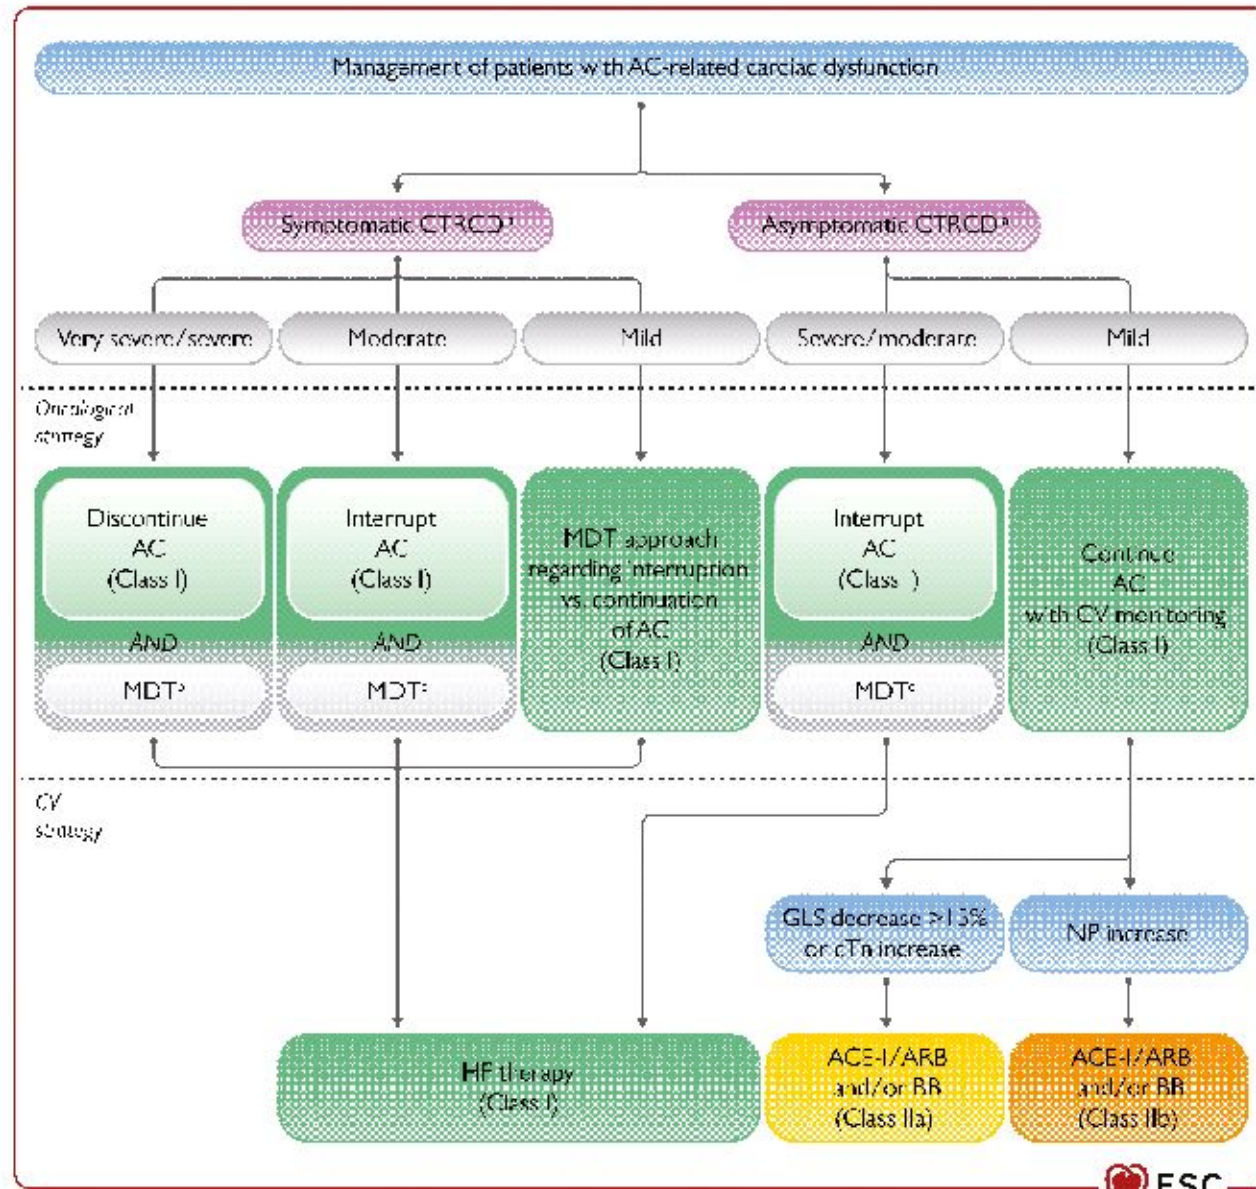 Management of patients with AC-related cardiac dysfunction
Symptomatic CTRCD
Asymptomatic CTRCD
Very severe/severe
Moderate
Mild
Severe/moderate
Mild
Oncological
strategy
Discontinue
AC
(Class I)
AND
MDT
Interrupt
AC
(Class I)
AND
MDT
MDT approach
regarding interruption
vs. continuation
of AC
(Class I)
Interrupt
AC
AND
MDT
Continue
AC
with CV monitoring
(Class I)
CV
strategy
GLS decrease >15%
or cTn increase
NP increase
HF therapy
(Class I)
ACE-I/ARB
and/or BB
(Class IIa)
ACE-I/ARB
and/or BB
(Class IIb)
ESC